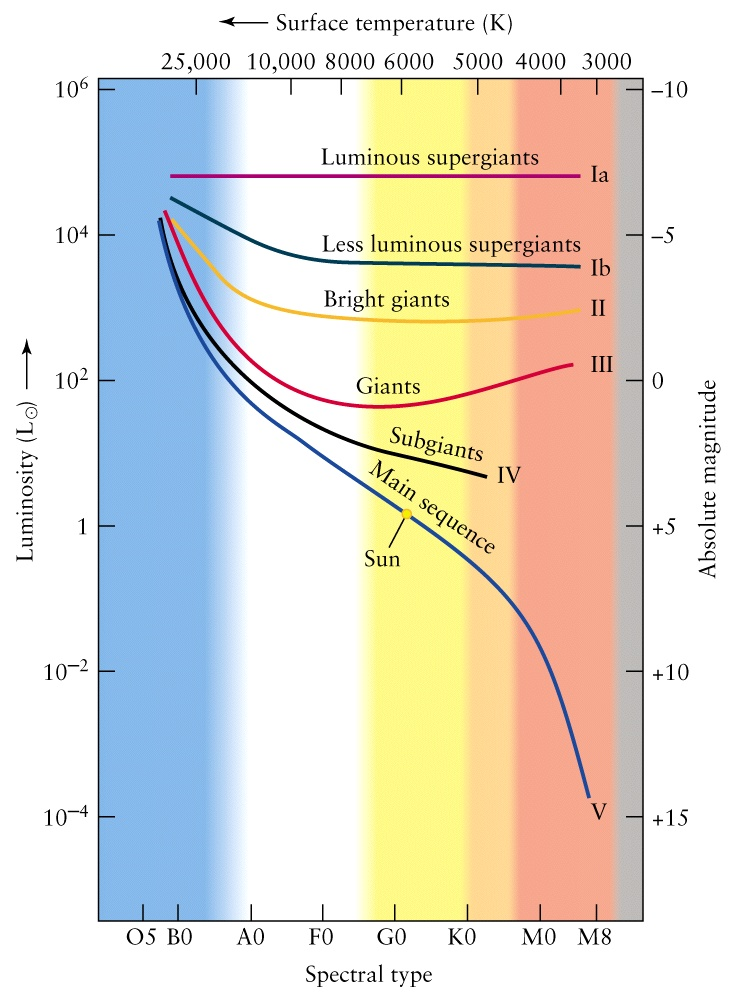 ← Surface temperature (K)
25,000 10,000 8000 6000 5000 4000 3000
10⁶
−10
Luminous supergiants
Ia
10⁴
−5
Less luminous supergiants
Ib
Bright giants
II
III
10²
0
Giants
Subgiants
IV
Main sequence
1
+5
Sun
10⁻²
+10
10⁻⁴
+15
V
Luminosity (L☉) →
Absolute magnitude
O5 B0 A0 F0 G0 K0 M0 M8
Spectral type